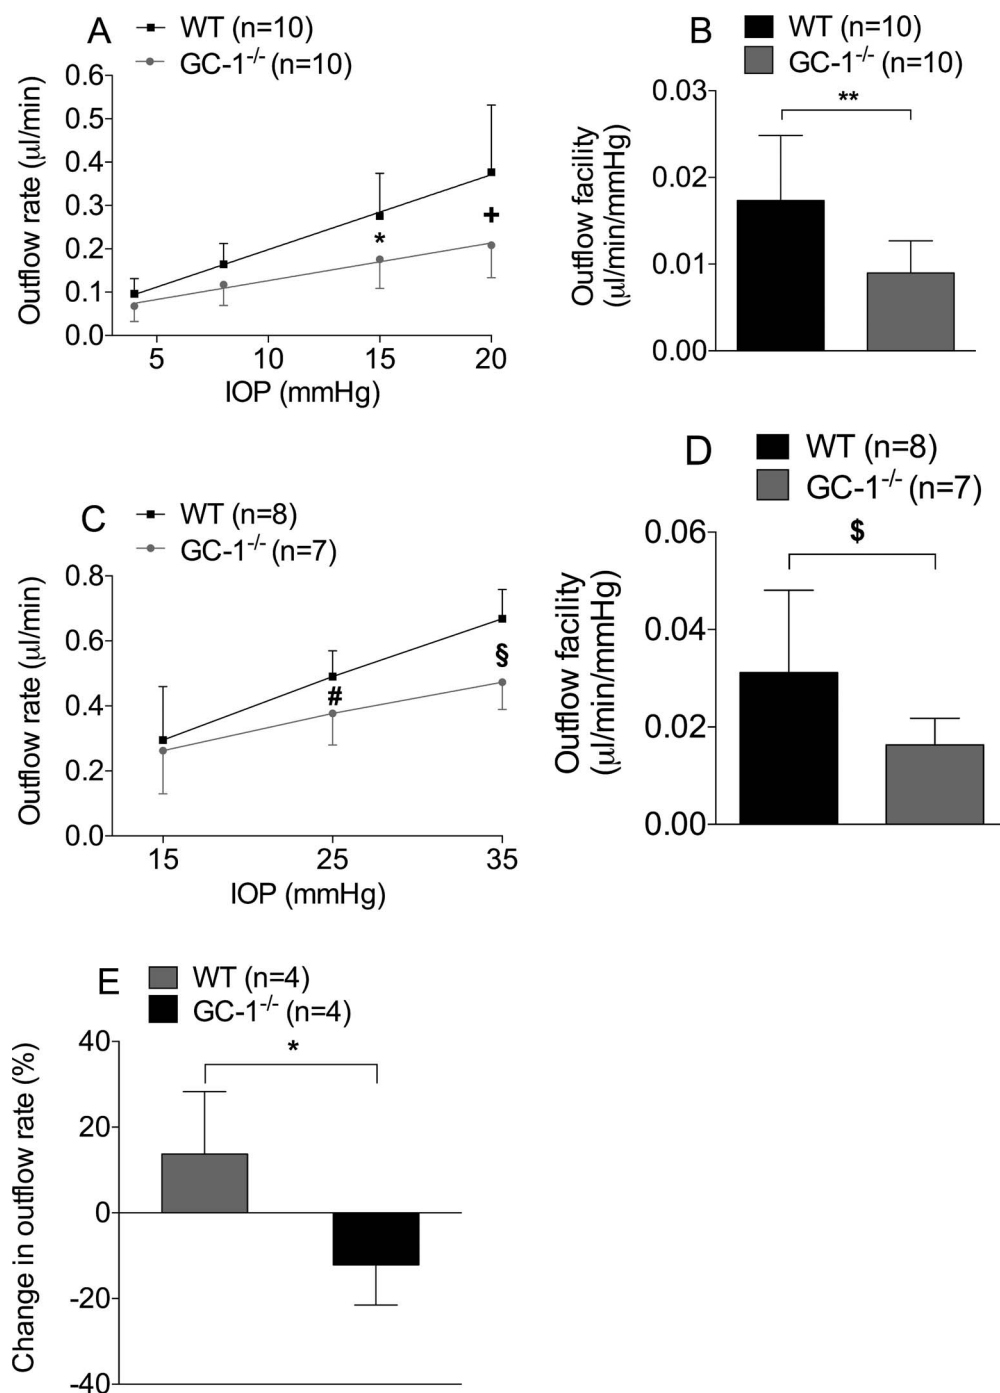 A
WT (n=10)
GC-1-/- (n=10)
Outflow rate (μl/min)
0.6
0.5
0.4
0.3
0.2
0.1
0.0
*
+
5 10 15 20
IOP (mmHg)
B
WT (n=10)
GC-1-/- (n=10)
Outflow facility
(μl/min/mmHg)
0.03
0.02
0.01
0.00
**
C
WT (n=8)
GC-1-/- (n=7)
Outflow rate (μl/min)
0.8
0.6
0.4
0.2
0.0
#
§
15 25 35
IOP (mmHg)
D
WT (n=8)
GC-1-/- (n=7)
Outflow facility
(μl/min/mmHg)
0.06
0.04
0.02
0.00
$
E
WT (n=4)
GC-1-/- (n=4)
Change in outflow rate (%)
40
20
0
-20
-40
*